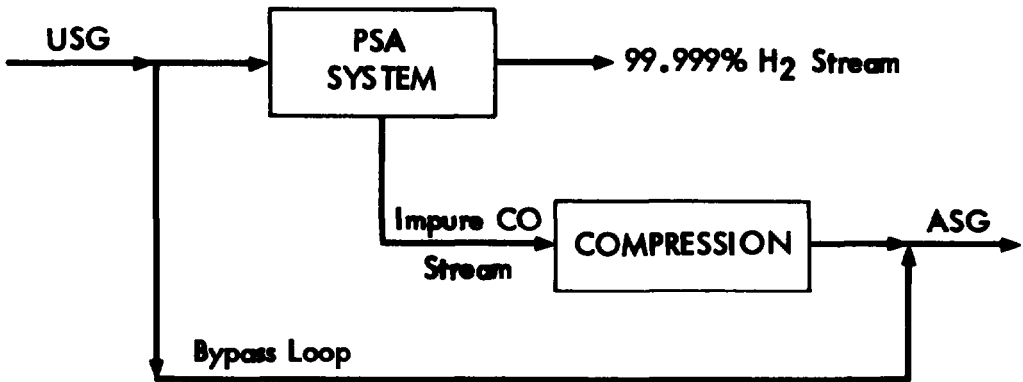 USG
PSA
SYSTEM
99.999% H2 Stream
Impure CO
Stream
COMPRESSION
ASG
Bypass Loop